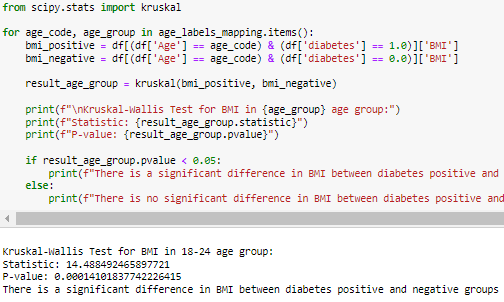 from scipy.stats import kruskal
for age_code, age_group in age_labels_mapping.items():
bmi_positive = df[(df['Age'] == age_code) & (df['diabetes'] == 1.0)]['BMI']
bmi_negative = df[(df['Age'] == age_code) & (df['diabetes'] == 0.0)]['BMI']
result_age_group = kruskal(bmi_positive, bmi_negative)
print(f"\nKruskal-Wallis Test for BMI in {age_group} age group:")
print(f"Statistic: {result_age_group.statistic}")
print(f"P-value: {result_age_group.pvalue}")
if result_age_group.pvalue < 0.05:
print(f"There is a significant difference in BMI between diabetes positive and
else:
print(f"There is no significant difference in BMI between diabetes positive and
Kruskal-Wallis Test for BMI in 18-24 age group:
Statistic: 14.488492465897721
P-value: 0.00014101837742226415
There is a significant difference in BMI between diabetes positive and negative groups